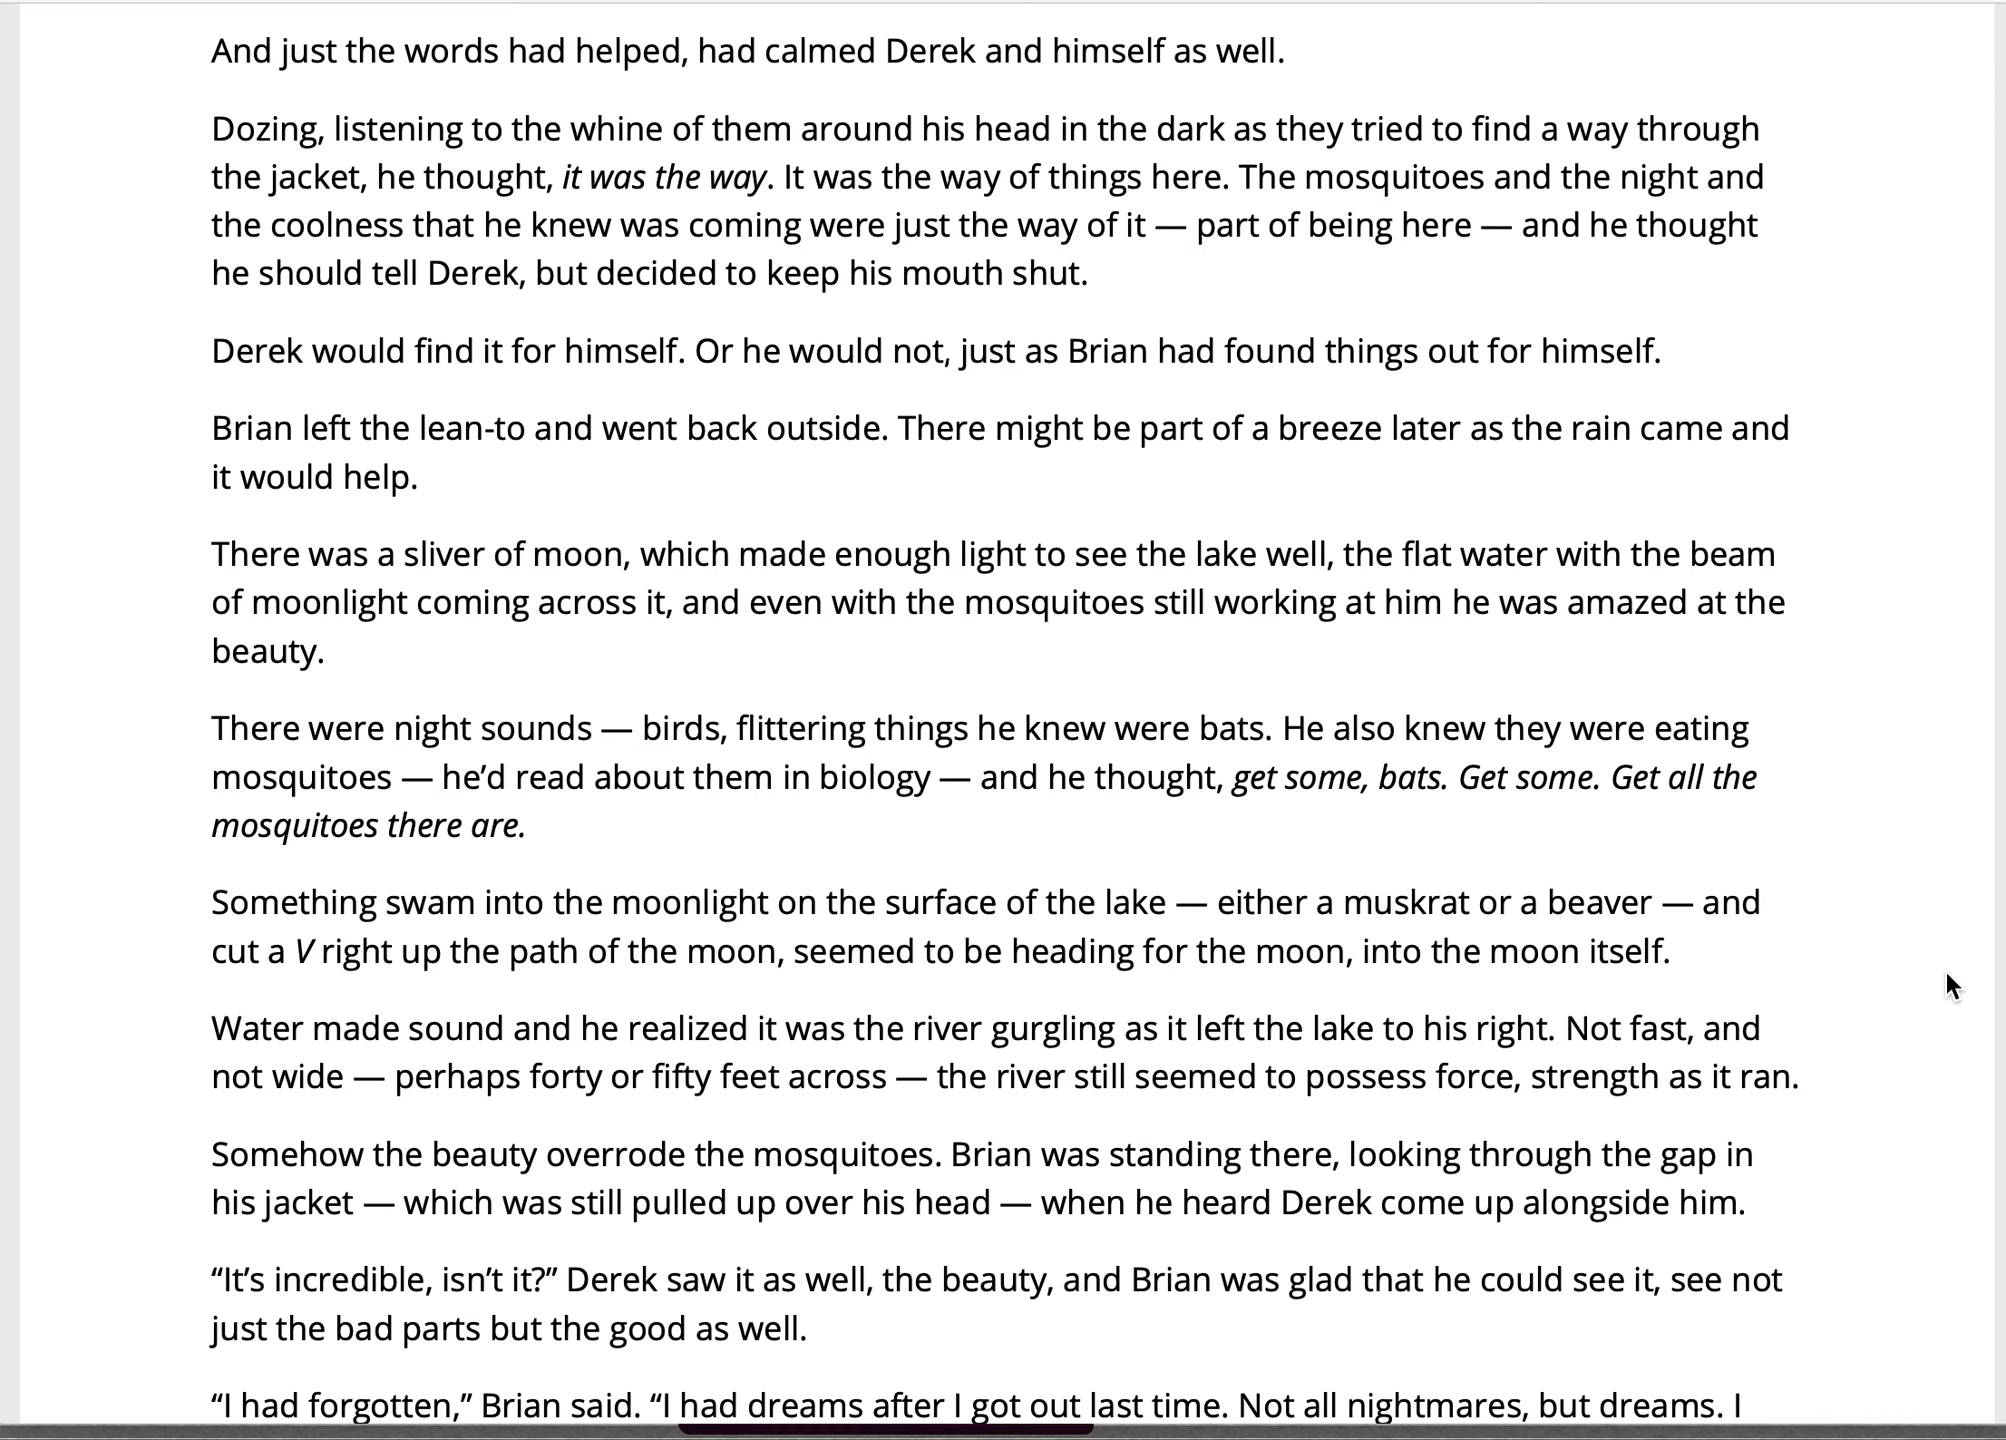 And just the words had helped, had calmed Derek and himself as well.
Dozing, listening to the whine of them around his head in the dark as they tried to find a way through
the jacket, he thought, it was the way. It was the way of things here. The mosquitoes and the night and
the coolness that he knew was coming were just the way of it — part of being here — and he thought
he should tell Derek, but decided to keep his mouth shut.
Derek would find it for himself. Or he would not, just as Brian had found things out for himself.
Brian left the lean-to and went back outside. There might be part of a breeze later as the rain came and
it would help.
There was a sliver of moon, which made enough light to see the lake well, the flat water with the beam
of moonlight coming across it, and even with the mosquitoes still working at him he was amazed at the
beauty.
There were night sounds — birds, flittering things he knew were bats. He also knew they were eating
mosquitoes — he’d read about them in biology — and he thought, get some, bats. Get some. Get all the
mosquitoes there are.
Something swam into the moonlight on the surface of the lake — either a muskrat or a beaver — and
cut a V right up the path of the moon, seemed to be heading for the moon, into the moon itself.
Water made sound and he realized it was the river gurgling as it left the lake to his right. Not fast, and
not wide — perhaps forty or fifty feet across — the river still seemed to possess force, strength as it ran.
Somehow the beauty overrode the mosquitoes. Brian was standing there, looking through the gap in
his jacket — which was still pulled up over his head — when he heard Derek come up alongside him.
“It’s incredible, isn’t it?” Derek saw it as well, the beauty, and Brian was glad that he could see it, see not
just the bad parts but the good as well.
“I had forgotten,” Brian said. “I had dreams after I got out last time. Not all nightmares, but dreams. I